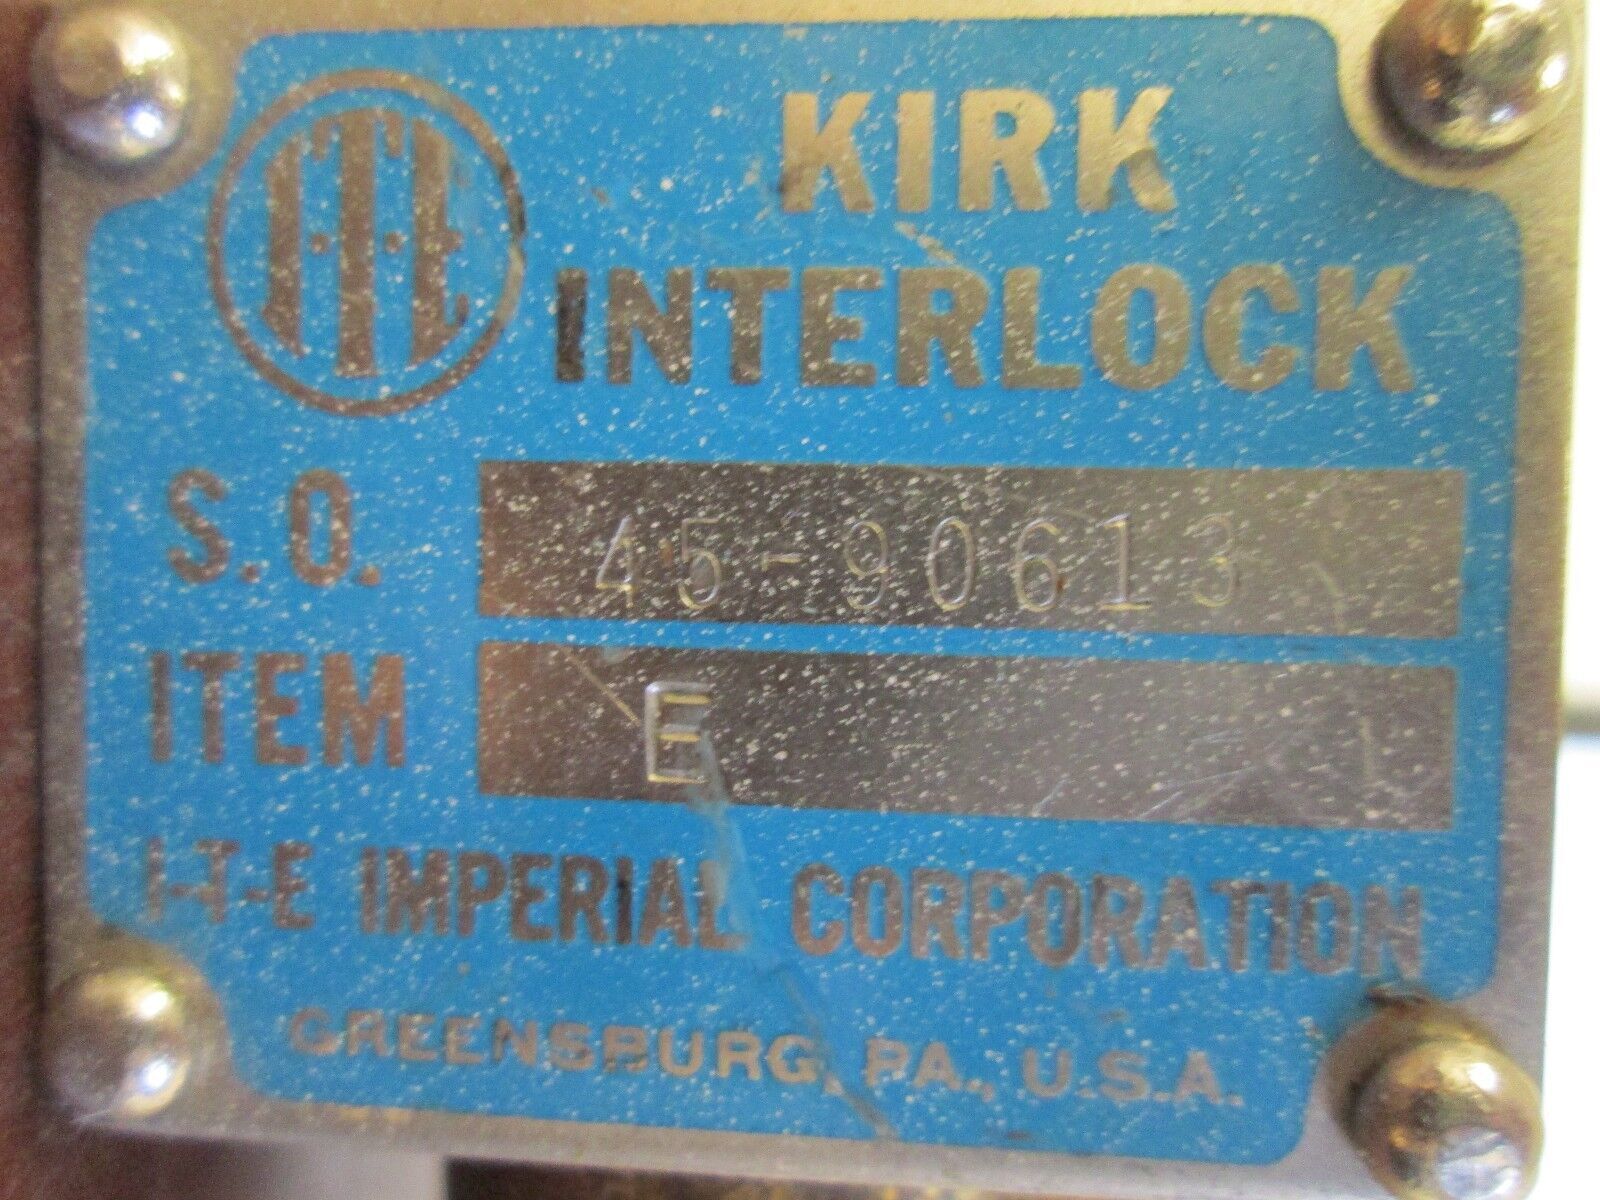 I-T-E
KIRK
INTERLOCK
S.O. 45-90613
ITEM E
I-T-E IMPERIAL CORPORATION
GREENSBURG, PA., U.S.A.